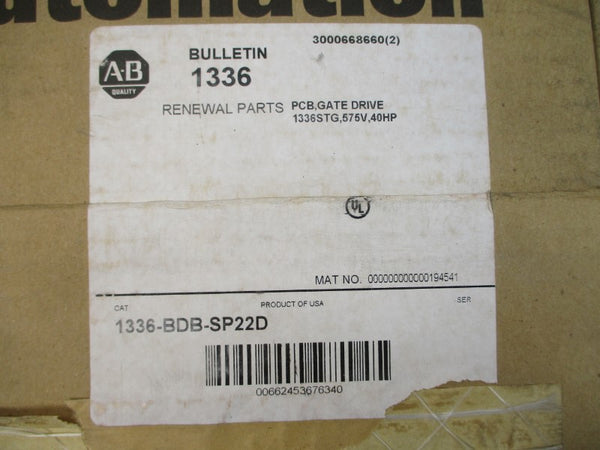 utomation
A-B
QUALITY
BULLETIN
1336
3000668660(2)
RENEWAL PARTS PCB,GATE DRIVE
1336STG,575V,40HP
UL
MAT NO. 000000000000194541
CAT PRODUCT OF USA SER
1336-BDB-SP22D
00662453676340